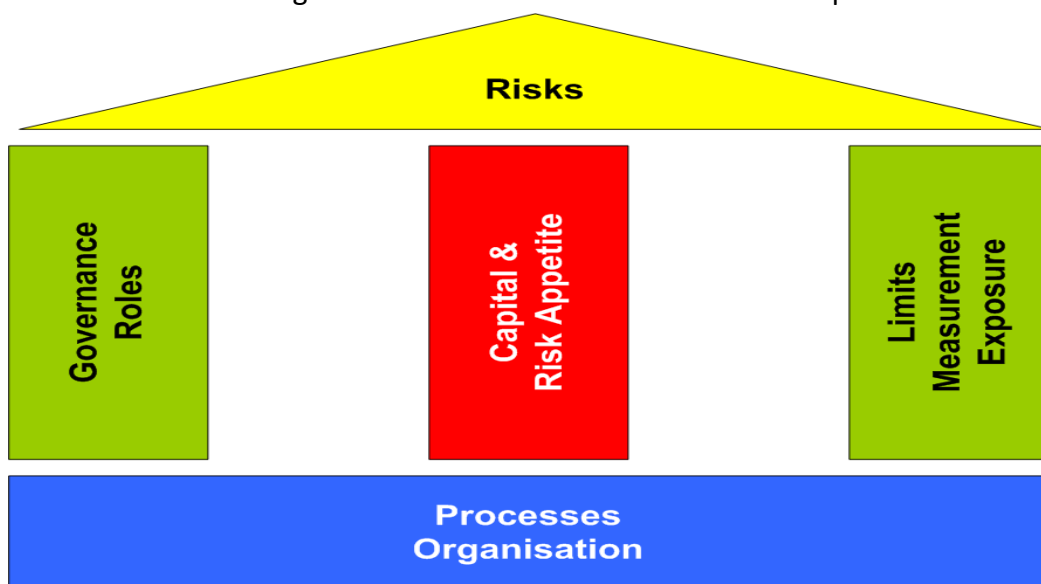 Risks
Governance
Roles
Capital &
Risk Appetite
Limits
Measurement
Exposure
Processes
Organisation